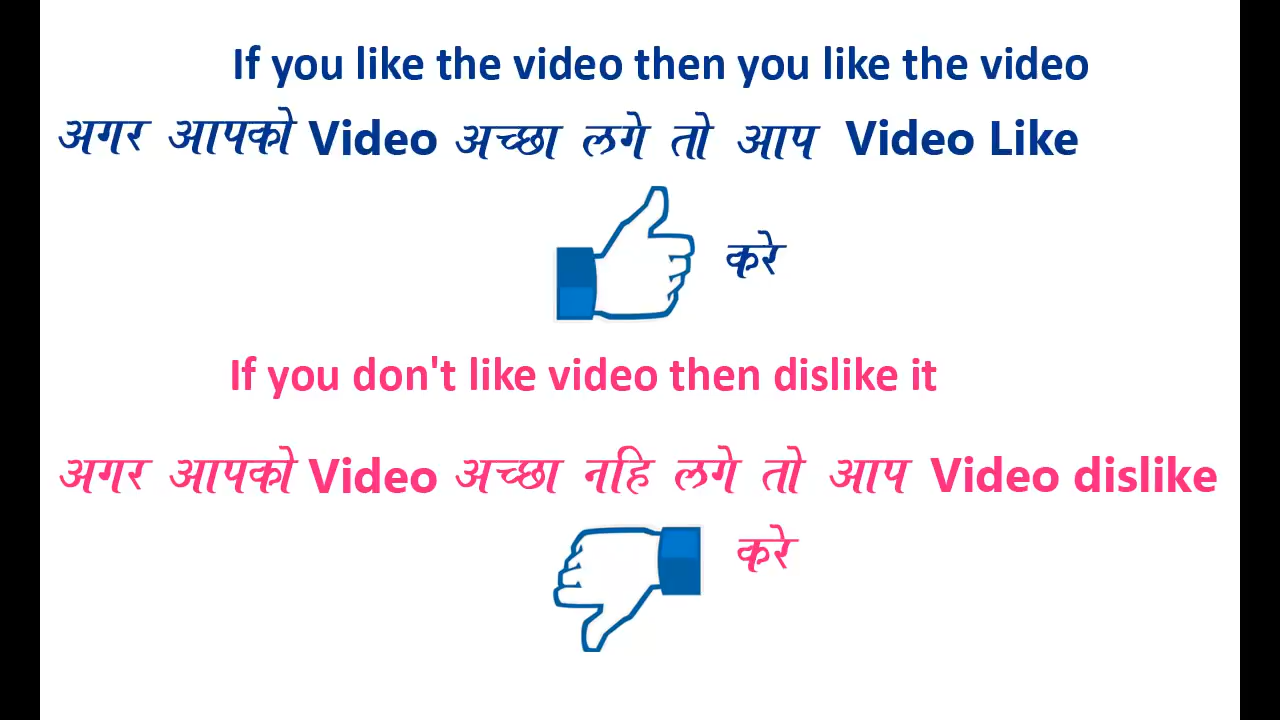 If you like the video then you like the video
अगर आपको Video अच्छा लगे तो आप Video Like
करे
If you don't like video then dislike it
अगर आपको Video अच्छा नहि लगे तो आप Video dislike
करे